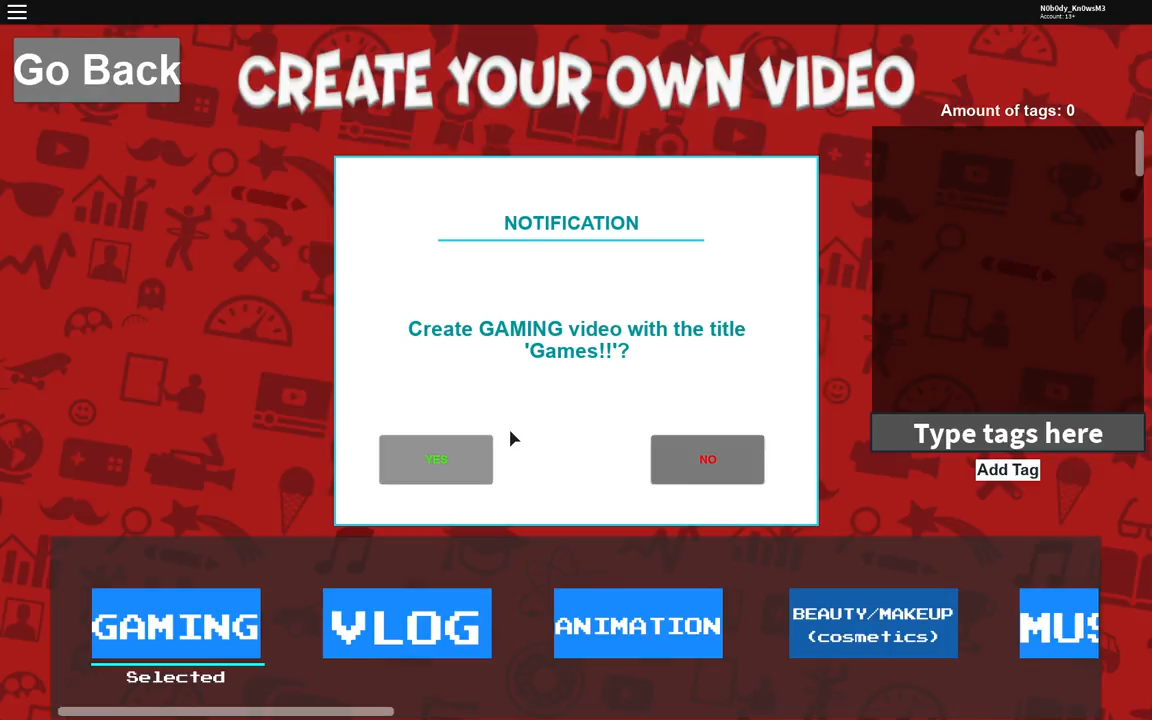 N0b0dy_Kn0wsM3
Account: 13+
Go Back
CREATE YOUR OWN VIDEO
Amount of tags: 0
NOTIFICATION
Create GAMING video with the title
'Games!!'?
YES
NO
Type tags here
Add Tag
GAMING
VLOG
ANIMATION
BEAUTY/MAKEUP
(cosmetics)
MUS
Selected